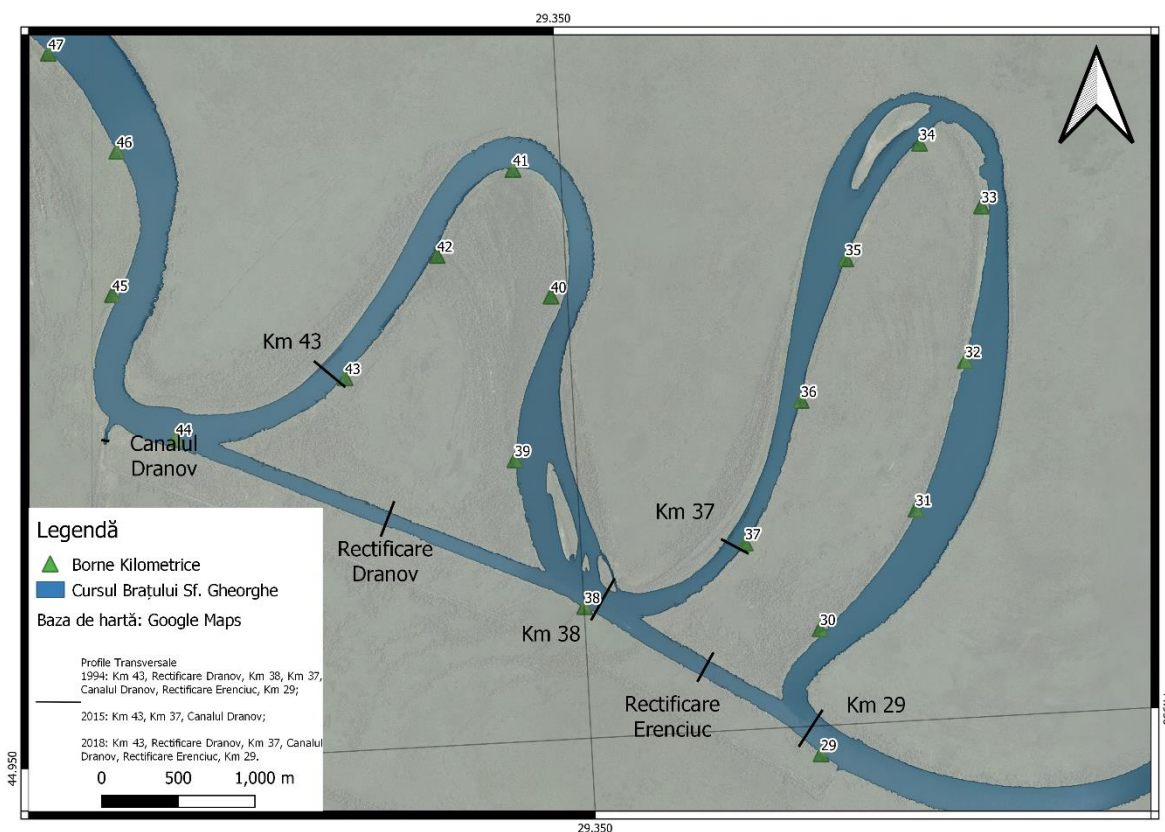 29.350
47
46
45
44
43
42
41
40
39
38
37
36
35
34
33
32
31
30
29
Km 43
Canalul
Dranov
Rectificare
Dranov
Km 38
Km 37
Rectificare
Erenciuc
Km 29
Legendă
Borne Kilometrice
Cursul Brațului Sf. Gheorghe
Baza de hartă: Google Maps
Profile Transversale
1994: Km 43, Rectificare Dranov, Km 38, Km 37,
Canalul Dranov, Rectificare Erenciuc, Km 29;
2015: Km 43, Km 37, Canalul Dranov;
2018: Km 43, Rectificare Dranov, Km 37, Canalul
Dranov, Rectificare Erenciuc, Km 29.
0 500 1,000 m
44.950
29.350